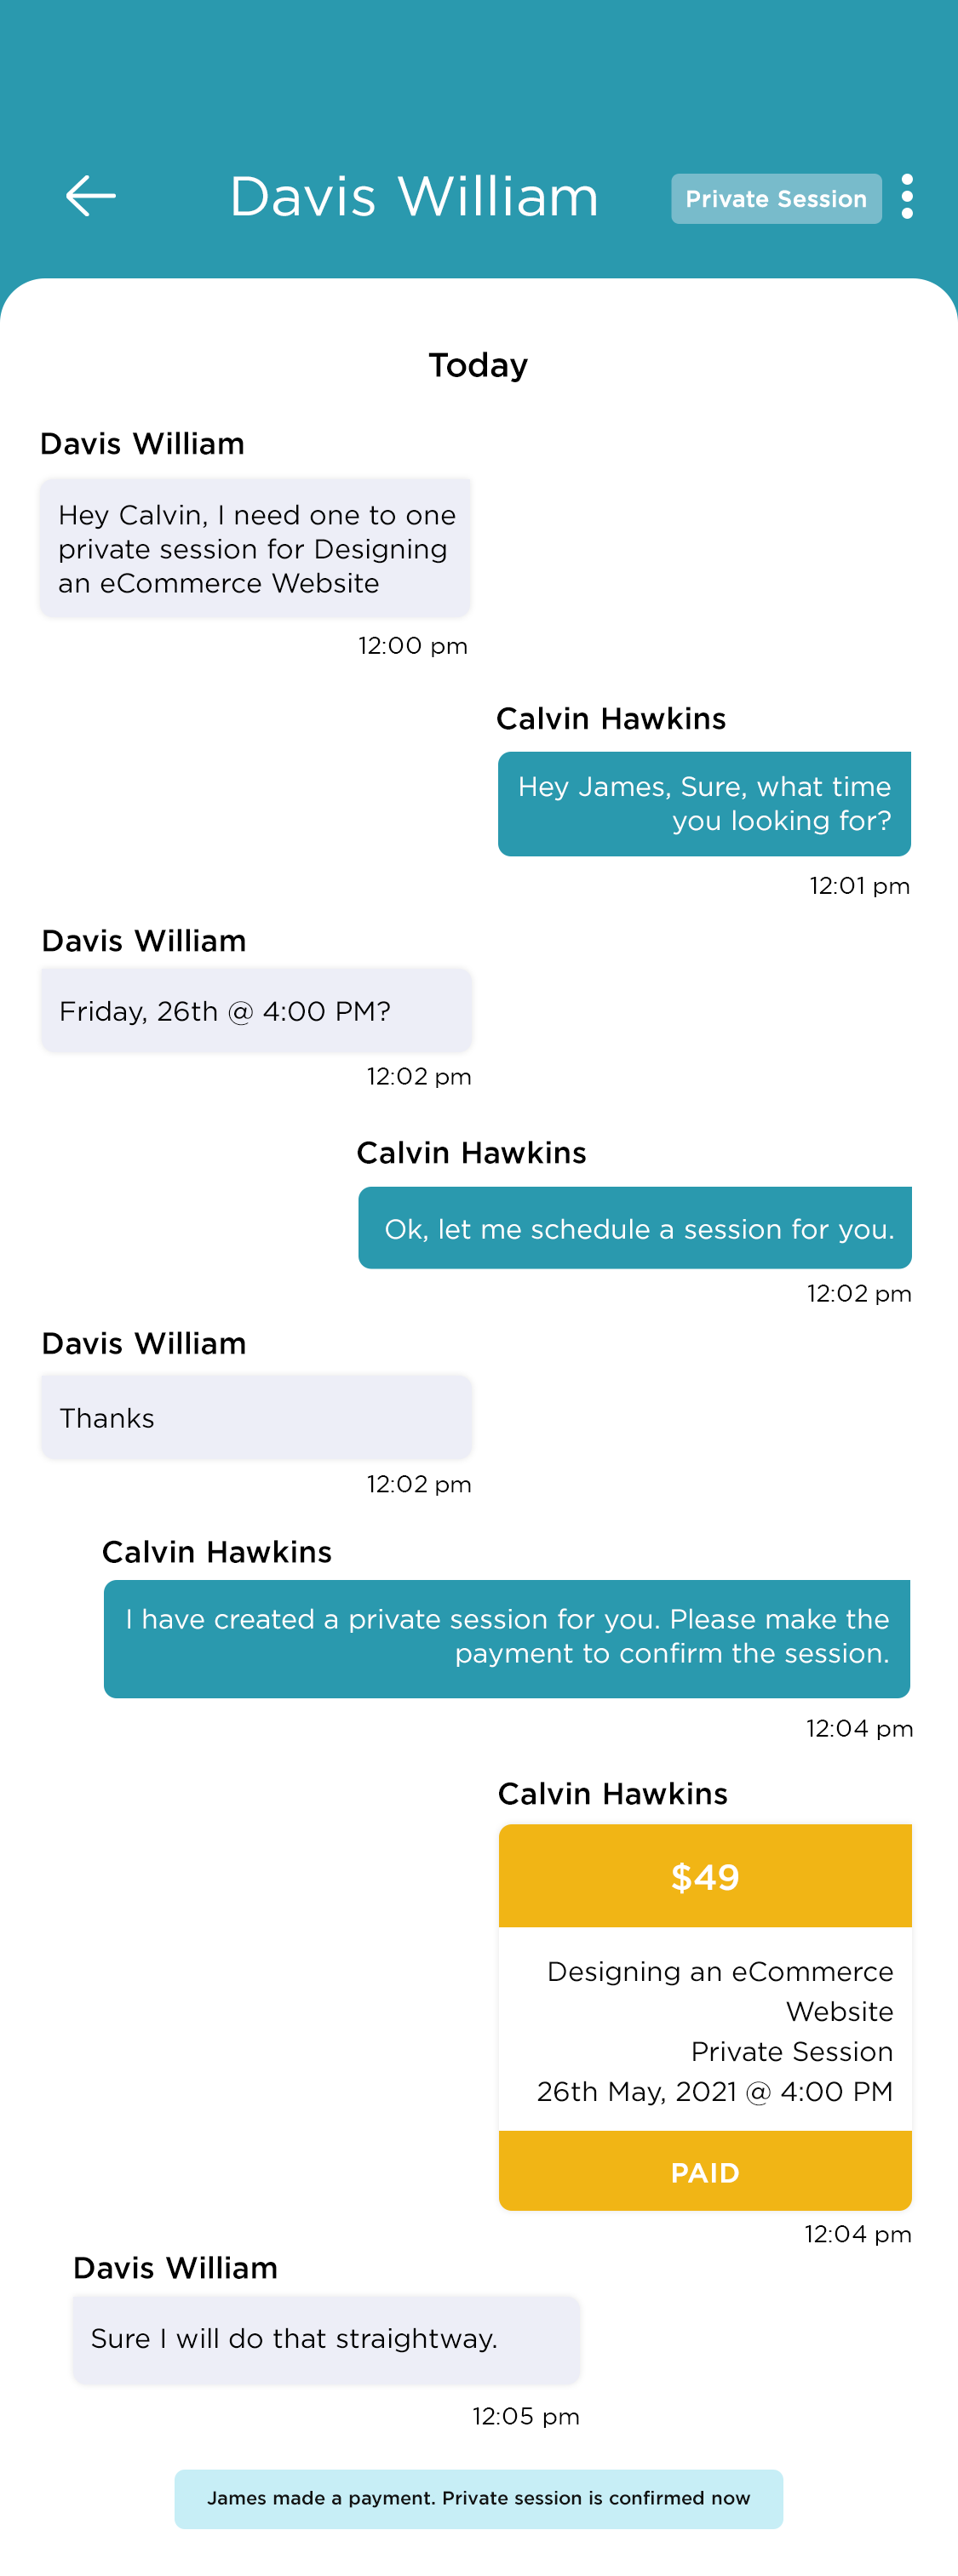 Davis William
Private Session
Today
Davis William
Hey Calvin, I need one to one
private session for Designing
an eCommerce Website
12:00 pm
Calvin Hawkins
Hey James, Sure, what time
you looking for?
12:01 pm
Davis William
Friday, 26th @ 4:00 PM?
12:02 pm
Calvin Hawkins
Ok, let me schedule a session for you.
12:02 pm
Davis William
Thanks
12:02 pm
Calvin Hawkins
I have created a private session for you. Please make the
payment to confirm the session.
12:04 pm
Calvin Hawkins
$49
Designing an eCommerce
Website
Private Session
26th May, 2021 @ 4:00 PM
PAID
12:04 pm
Davis William
Sure I will do that straightway.
12:05 pm
James made a payment. Private session is confirmed now